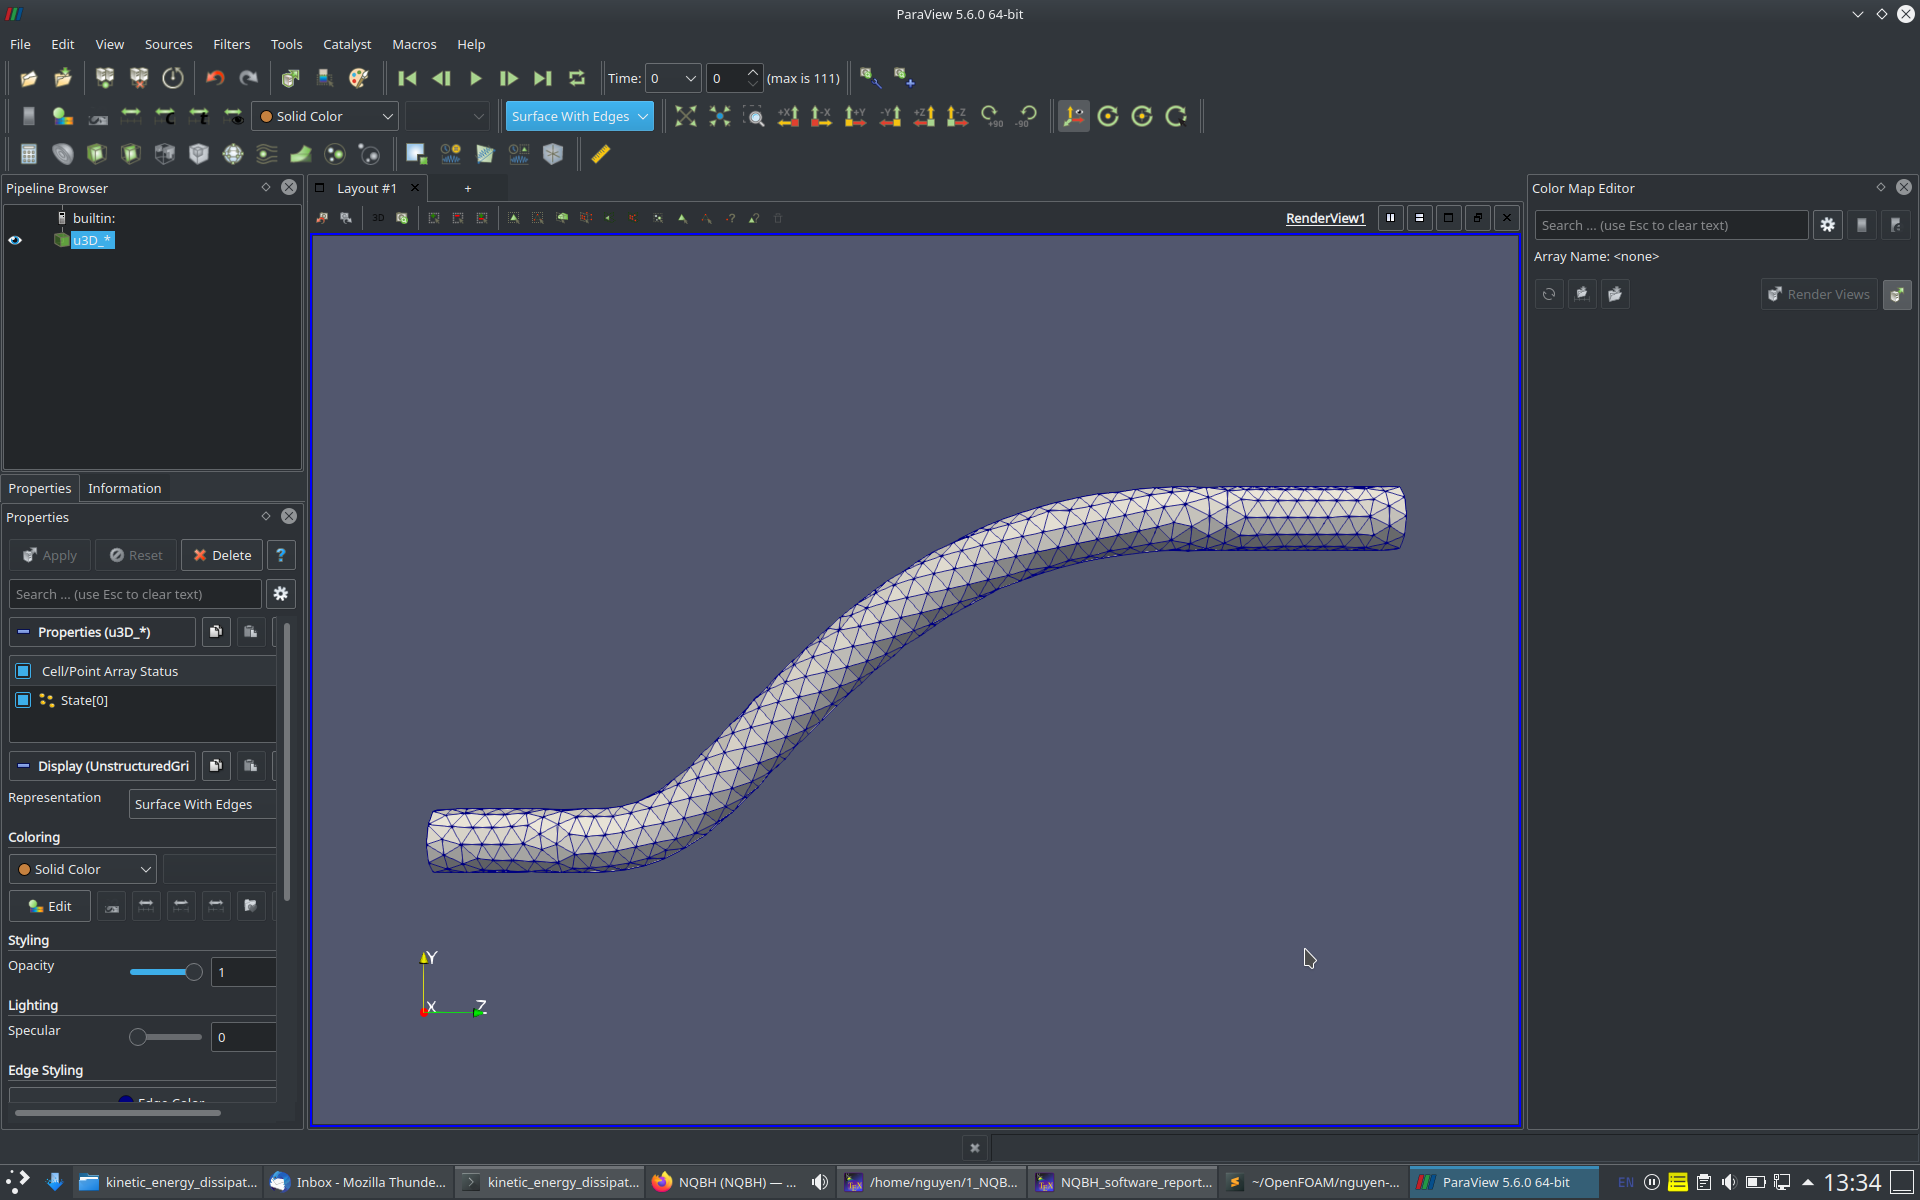 ParaView 5.6.0 64-bit
File Edit View Sources Filters Tools Catalyst Macros Help
Time: 0 0 (max is 111)
Solid Color Surface With Edges +X -X +Y -Y +Z -Z +90 -90
Pipeline Browser
builtin:
u3D_*
Properties Information
Properties
Apply Reset Delete ?
Search ... (use Esc to clear text)
Properties (u3D_*)
Cell/Point Array Status
State[0]
Display (UnstructuredGri
Representation Surface With Edges
Coloring
Solid Color
Edit
Styling
Opacity 1
Lighting
Specular 0
Edge Styling
Edge Color
Layout #1 +
3D RenderView1
Y
X Z
Color Map Editor
Search ... (use Esc to clear text)
Array Name: <none>
Render Views
kinetic_energy_dissipat... Inbox - Mozilla Thunde... kinetic_energy_dissipat... NQBH (NQBH) — ... /home/nguyen/1_NQB... NQBH_software_report... ~/OpenFOAM/nguyen-... ParaView 5.6.0 64-bit EN 13:34